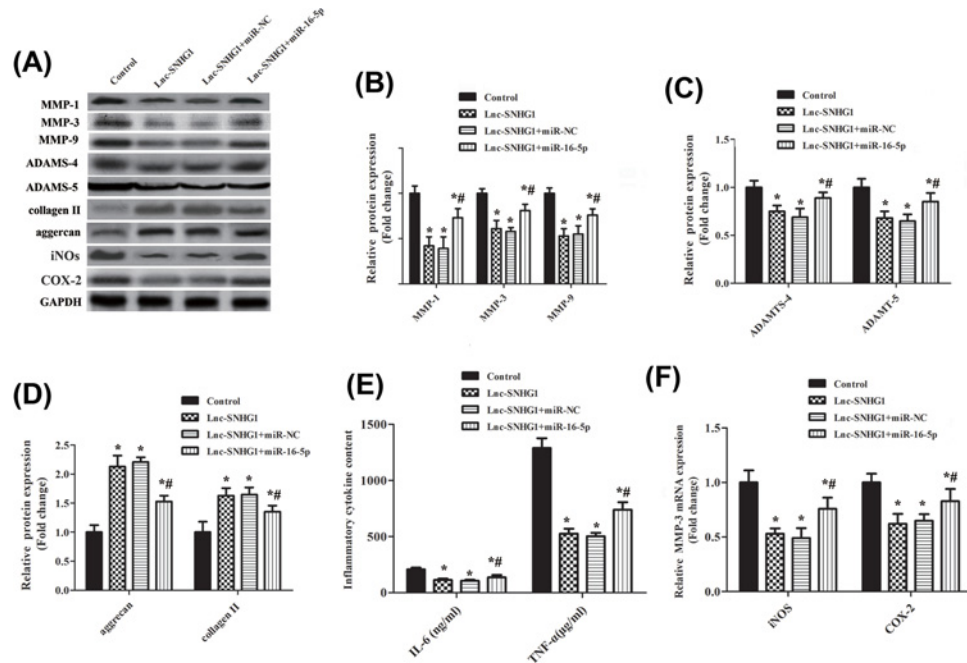 (A)
Control
Lnc-SNHG1
Lnc-SNHG1+miR-NC
Lnc-SNHG1+miR-16-5p
MMP-1
MMP-3
MMP-9
ADAMS-4
ADAMS-5
collagen II
aggercan
iNOs
COX-2
GAPDH
(B)
Control
Lnc-SNHG1
Lnc-SNHG1+miR-NC
Lnc-SNHG1+miR-16-5p
Relative protein expression
(Fold change)
* * *# * * *# * * *#
MMP-1
MMP-3
MMP-9
(C)
Control
Lnc-SNHG1
Lnc-SNHG1+miR-NC
Lnc-SNHG1+miR-16-5p
Relative protein expression
(Fold change)
1.5
1.0
0.5
0.0
* * *# * * *#
ADAMTS-4
ADAMT-5
(D)
Control
Lnc-SNHG1
Lnc-SNHG1+miR-NC
Lnc-SNHG1+miR-16-5p
Relative protein expression
(Fold change)
2.5
2.0
1.5
1.0
0.5
0.0
* * *# * * *#
aggrecan
collagen II
(E)
Control
Lnc-SNHG1
Lnc-SNHG1+miR-NC
Lnc-SNHG1+miR-16-5p
Inflammatory cytokine content
1500
1000
500
0
* * *# * * *#
IL-6 (ng/ml)
TNF-α(μg/ml)
(F)
Control
Lnc-SNHG1
Lnc-SNHG1+miR-NC
Lnc-SNHG1+miR-16-5p
Relative MMP-3 mRNA expression
(Fold change)
1.5
1.0
0.5
0.0
* * *# * * *#
iNOS
COX-2